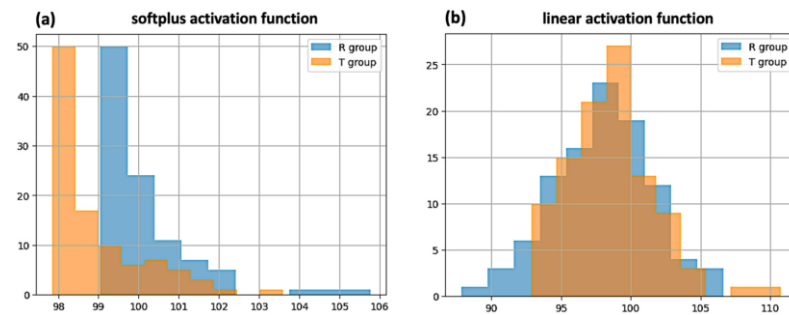 (a) softplus activation function
R group
T group
50
40
30
20
10
0
98 99 100 101 102 103 104 105 106
(b) linear activation function
R group
T group
25
20
15
10
5
0
90 95 100 105 110